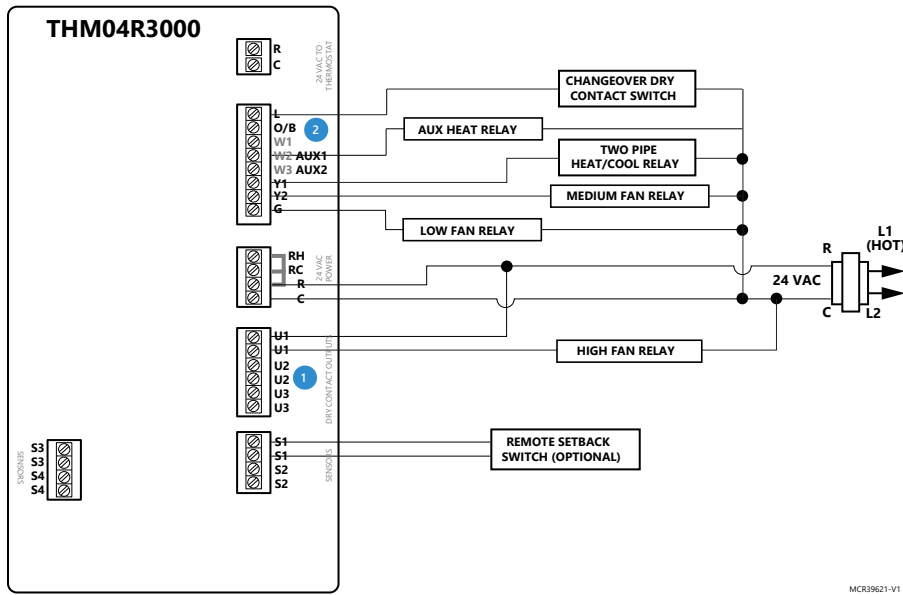 THM04R3000
R
C
24 VAC TO
THERMOSTAT
L
O/B
2
W1
W2 AUX1
W3 AUX2
Y1
Y2
G
CHANGEOVER DRY
CONTACT SWITCH
AUX HEAT RELAY
TWO PIPE
HEAT/COOL RELAY
MEDIUM FAN RELAY
LOW FAN RELAY
RH
RC
R
C
24 VAC
POWER
R
24 VAC
C
L1
(HOT)
L2
U1
U1
U2
U2
U3
U3
1
DRY CONTACT OUTPUTS
HIGH FAN RELAY
S1
S1
S2
S2
SENSORS
REMOTE SETBACK
SWITCH (OPTIONAL)
SENSORS
S3
S3
S4
S4
MCR39621-V1